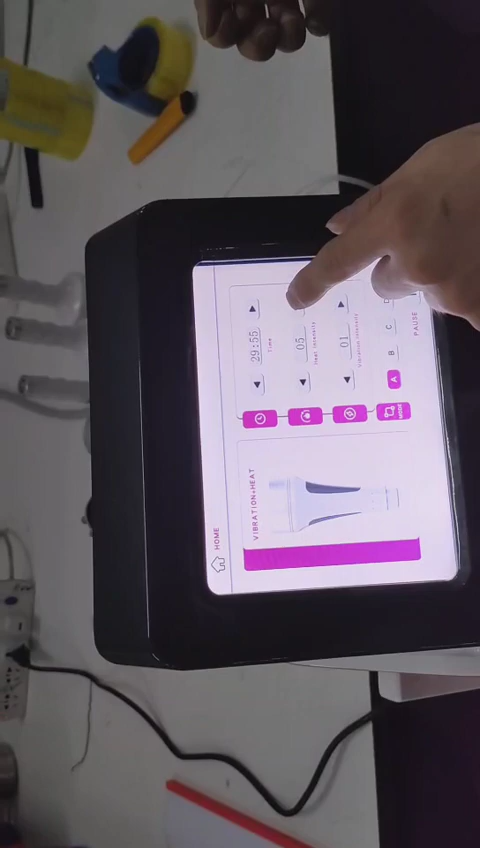 HOME
VIBRATION+HEAT
29:55
Time
05
Heat Intensity
01
Vibration Intensity
MODE
A
B
C
D
PAUSE